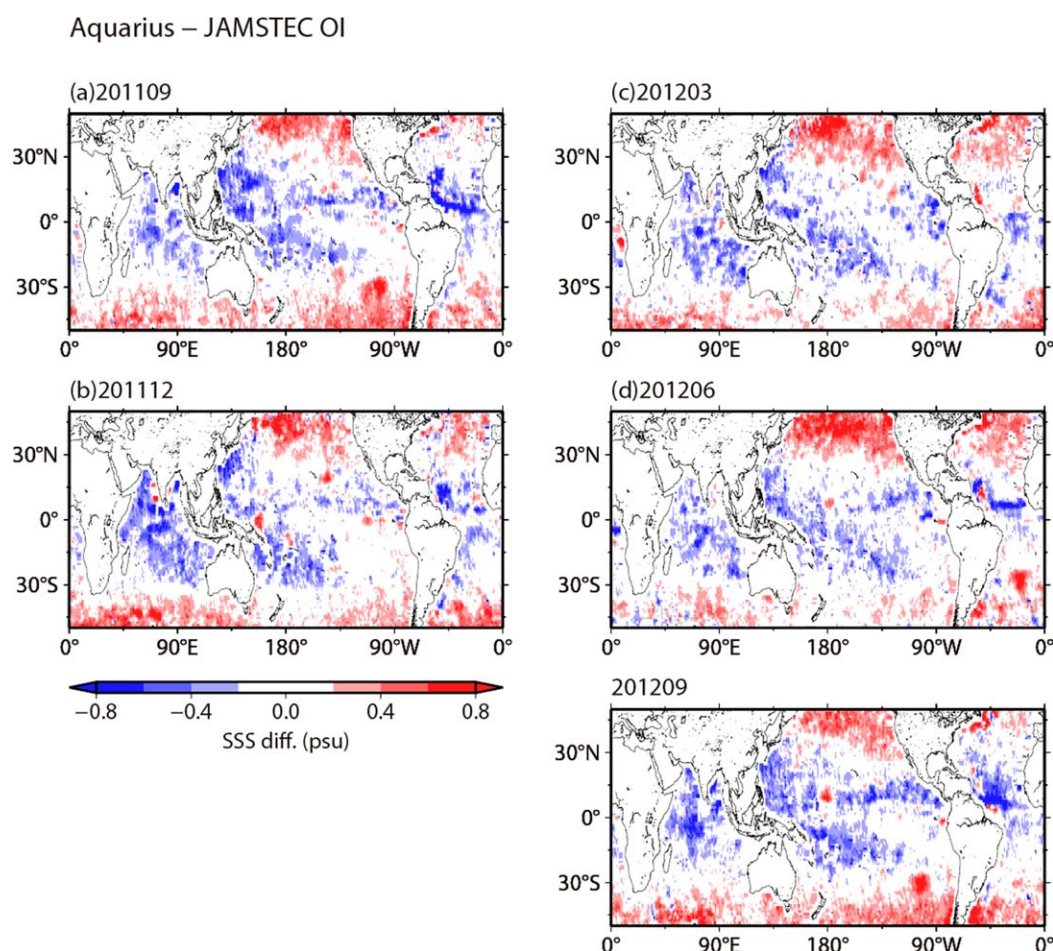 Aquarius – JAMSTEC OI
(a)201109
30°N
0°
30°S
0° 90°E 180° 90°W 0°
(b)201112
30°N
0°
30°S
0° 90°E 180° 90°W 0°
−0.8 −0.4 0.0 0.4 0.8
SSS diff. (psu)
(c)201203
30°N
0°
30°S
0° 90°E 180° 90°W 0°
(d)201206
30°N
0°
30°S
0° 90°E 180° 90°W 0°
201209
30°N
0°
30°S
0° 90°E 180° 90°W 0°